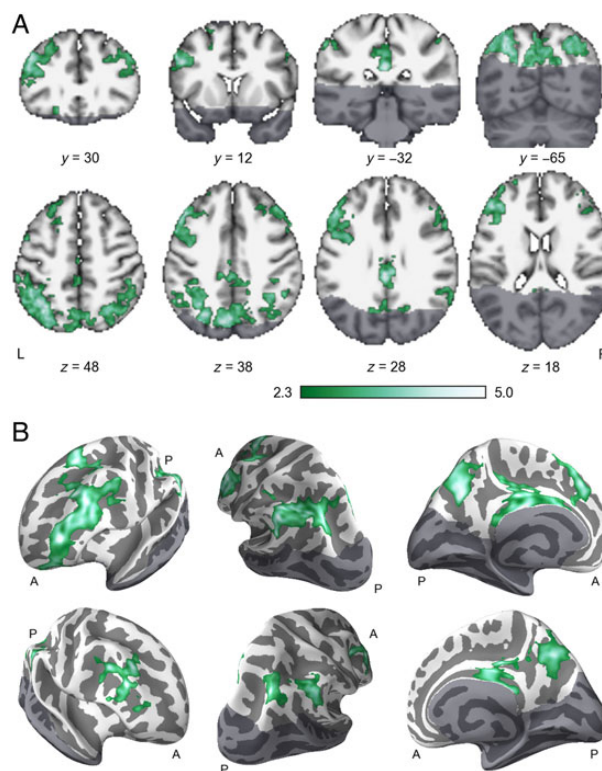 A
y = 30
y = 12
y = −32
y = −65
L
z = 48
z = 38
z = 28
z = 18
2.3
5.0
B
A
P
A
P
P
A
P
A
A
P
A
P